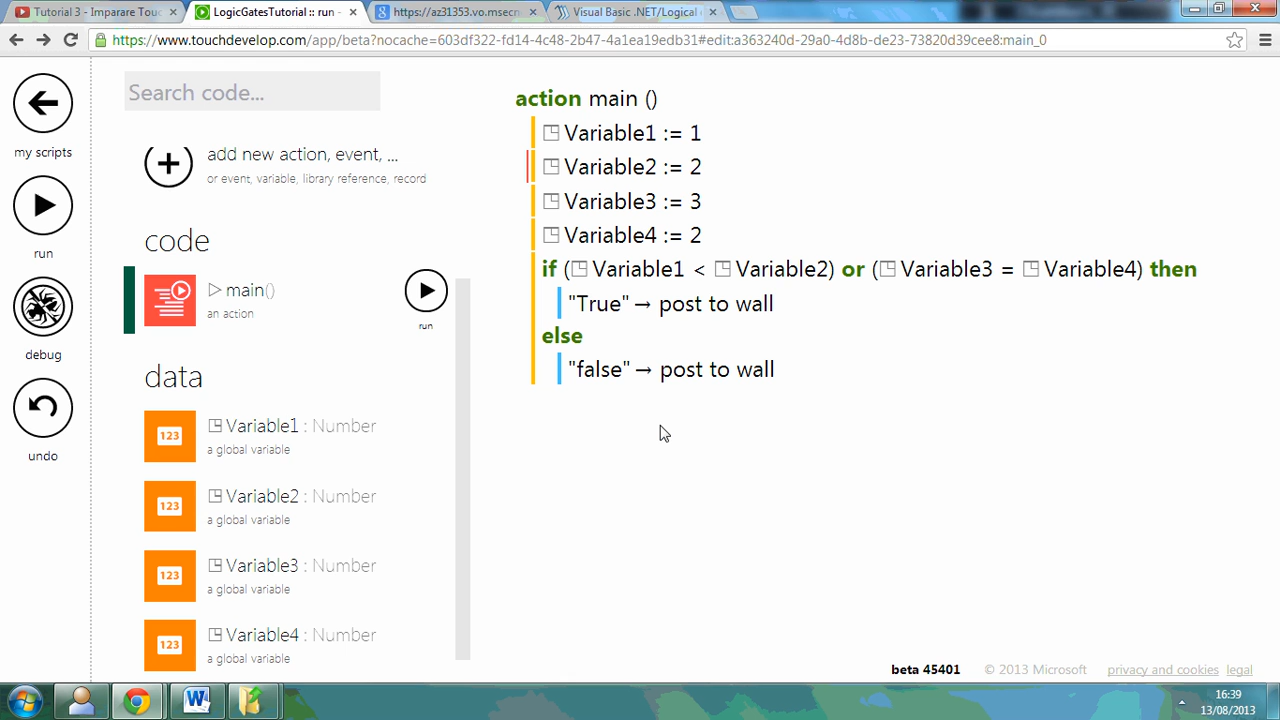 Tutorial 3 - Imparare Touc
LogicGatesTutorial :: run -
https://az31353.vo.msecn
Visual Basic .NET/Logical
https://www.touchdevelop.com/app/beta?nocache=603df322-fd14-4c48-2b47-4a1ea19edb31#edit:a363240d-29a0-4d8b-de23-73820d39cee8:main_0
my scripts
run
debug
undo
Search code...
add new action, event, ...
or event, variable, library reference, record
code
main()
an action
run
data
Variable1 : Number
a global variable
123
Variable2 : Number
a global variable
123
Variable3 : Number
a global variable
123
Variable4 : Number
a global variable
123
action main ()
Variable1 := 1
Variable2 := 2
Variable3 := 3
Variable4 := 2
if (Variable1 < Variable2) or (Variable3 = Variable4) then
"True" → post to wall
else
"false" → post to wall
beta 45401 © 2013 Microsoft privacy and cookies legal
16:39
13/08/2013